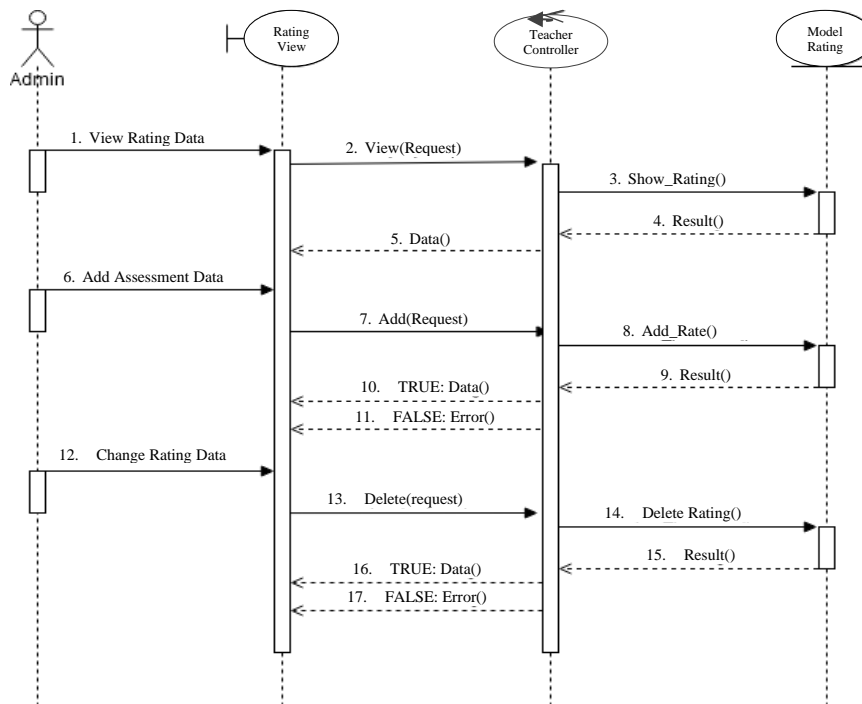 Rating
View
Teacher
Controller
Model
Rating
Admin
1. View Rating Data
2. View(Request)
3. Show_Rating()
4. Result()
5. Data()
6. Add Assessment Data
7. Add(Request)
8. Add_Rate()
9. Result()
10. TRUE: Data()
11. FALSE: Error()
12. Change Rating Data
13. Delete(request)
14. Delete Rating()
15. Result()
16. TRUE: Data()
17. FALSE: Error()